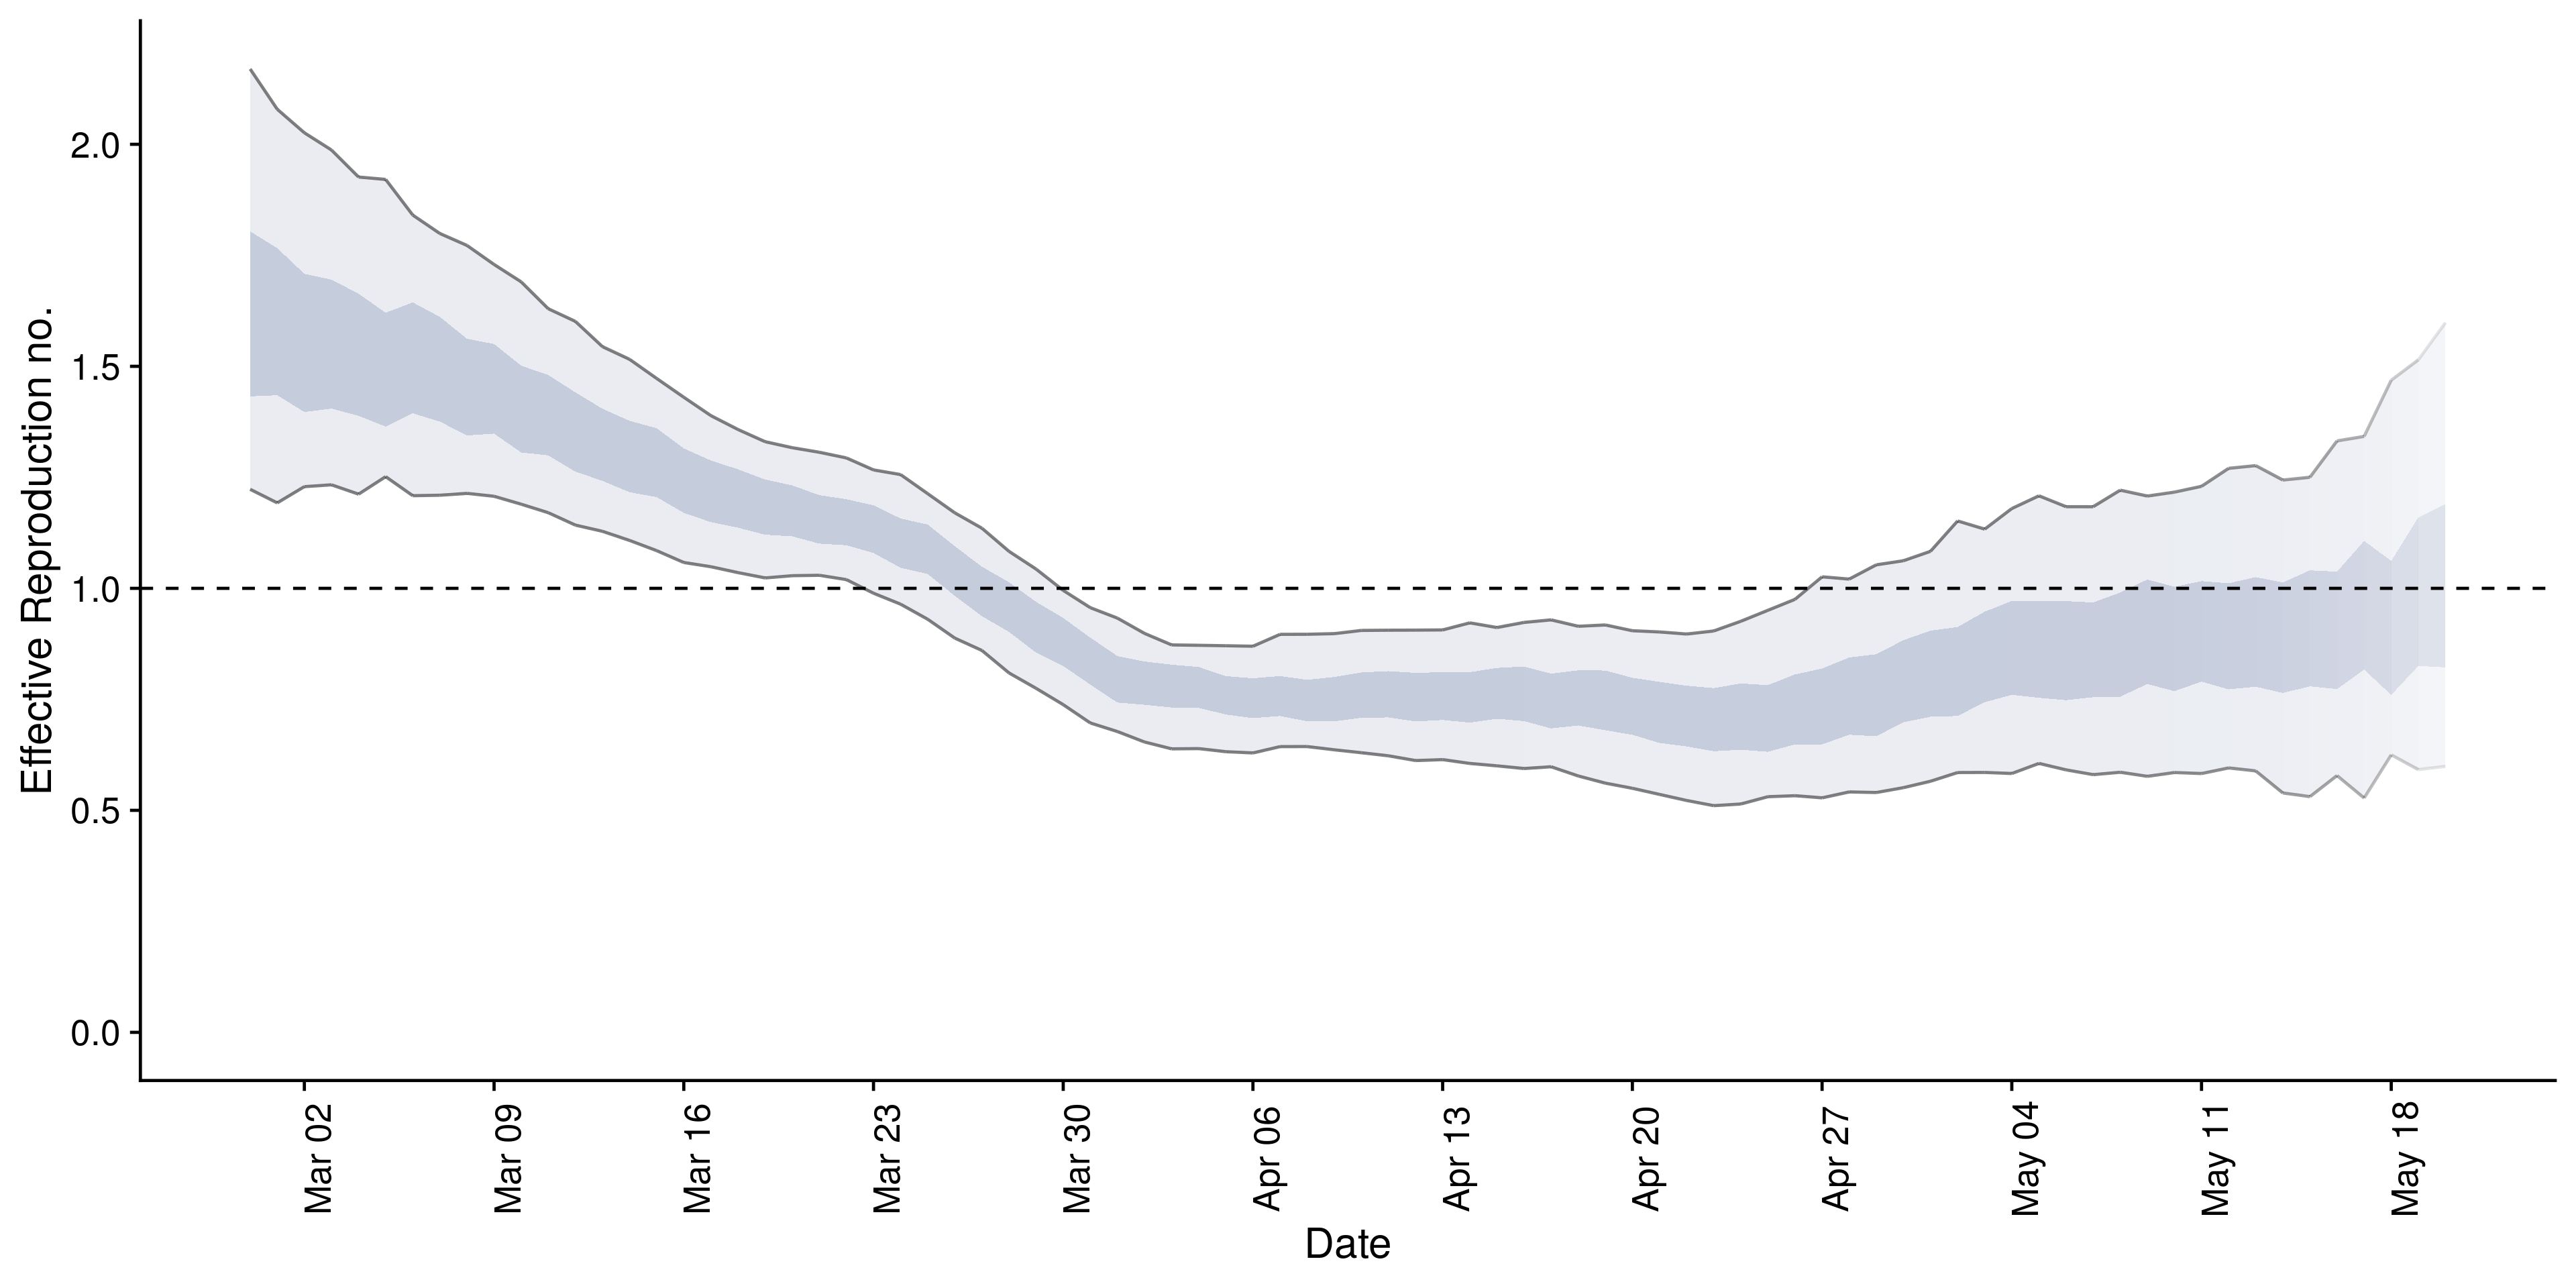 Effective Reproduction no.
2.0
1.5
1.0
0.5
0.0
Mar 02
Mar 09
Mar 16
Mar 23
Mar 30
Apr 06
Apr 13
Apr 20
Apr 27
May 04
May 11
May 18
Date